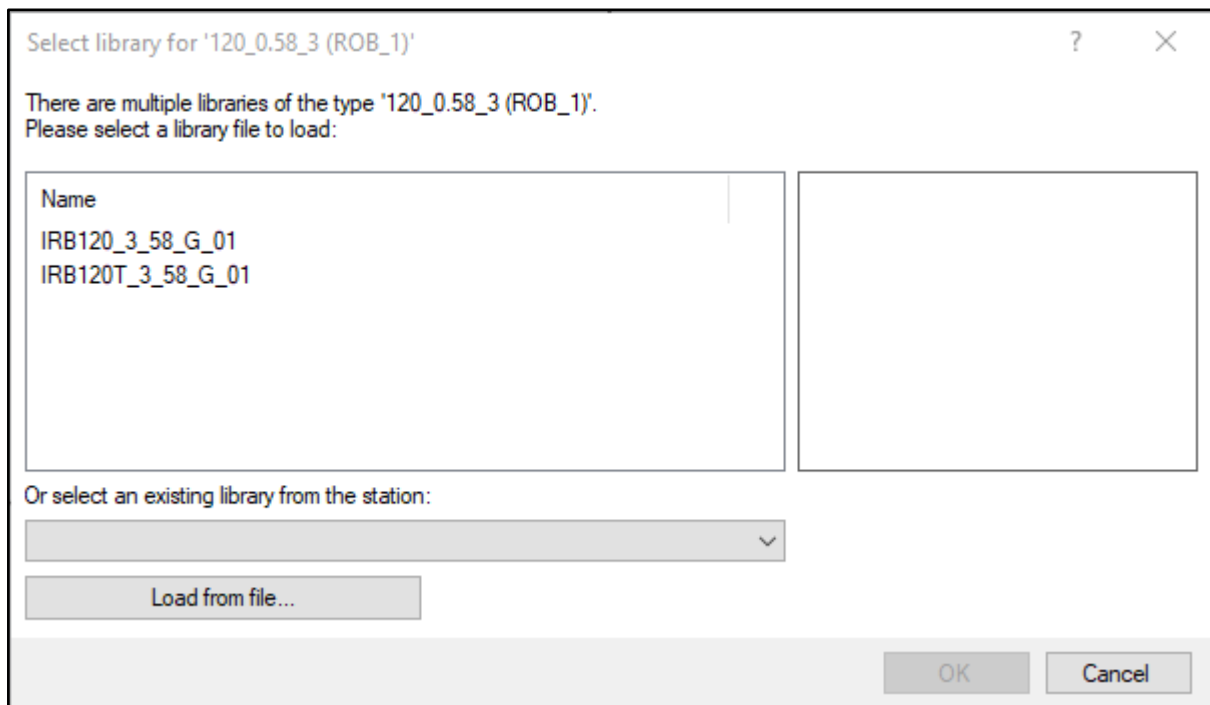 Select library for '120_0.58_3 (ROB_1)'
?
There are multiple libraries of the type '120_0.58_3 (ROB_1)'.
Please select a library file to load:
Name
IRB120_3_58_G_01
IRB120T_3_58_G_01
Or select an existing library from the station:
Load from file...
OK
Cancel